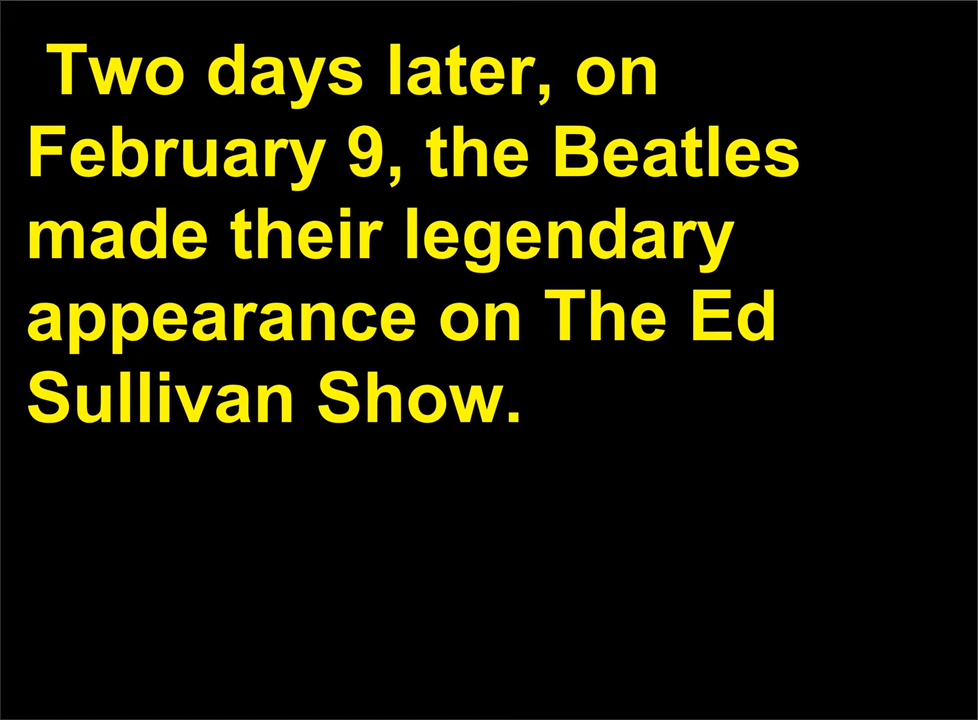 Two days later, on
February 9, the Beatles
made their legendary
appearance on The Ed
Sullivan Show.